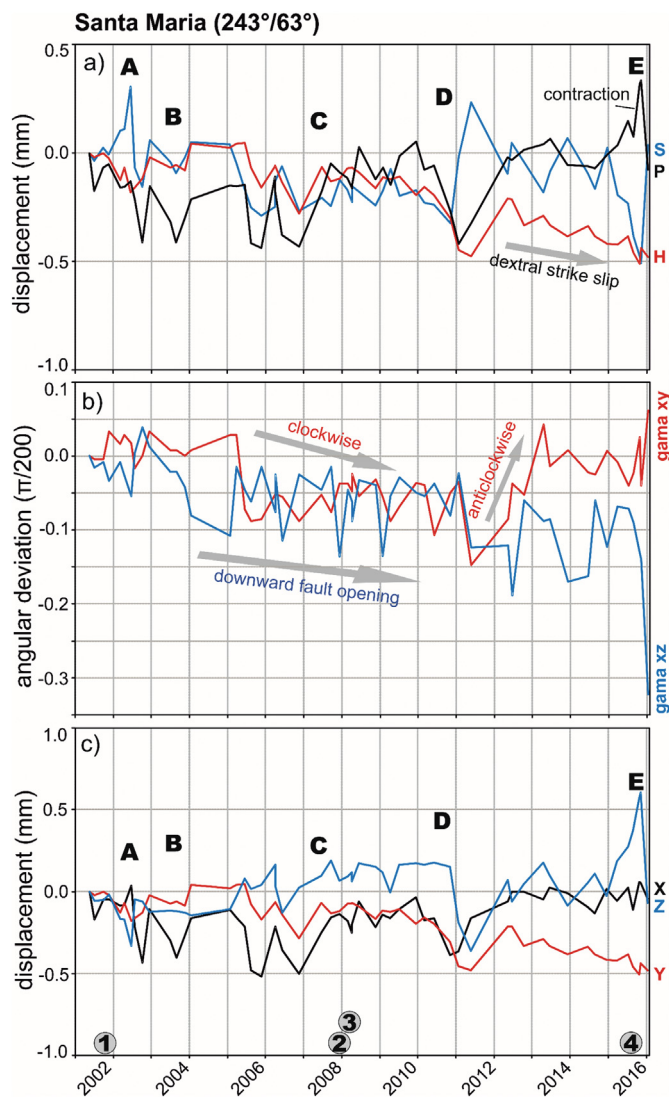 Santa Maria (243°/63°)
a)
A
B
C
D
E
contraction
dextral strike slip
displacement (mm)
0.5
0.0
-0.5
-1.0
S
P
H
b)
clockwise
anticlockwise
downward fault opening
angular deviation (π/200)
0.1
0.0
-0.1
-0.2
-0.3
gama xy
gama xz
c)
A
B
C
D
E
displacement (mm)
1.0
0.5
0.0
-0.5
-1.0
X
Z
Y
1
2
3
4
2002
2004
2006
2008
2010
2012
2014
2016